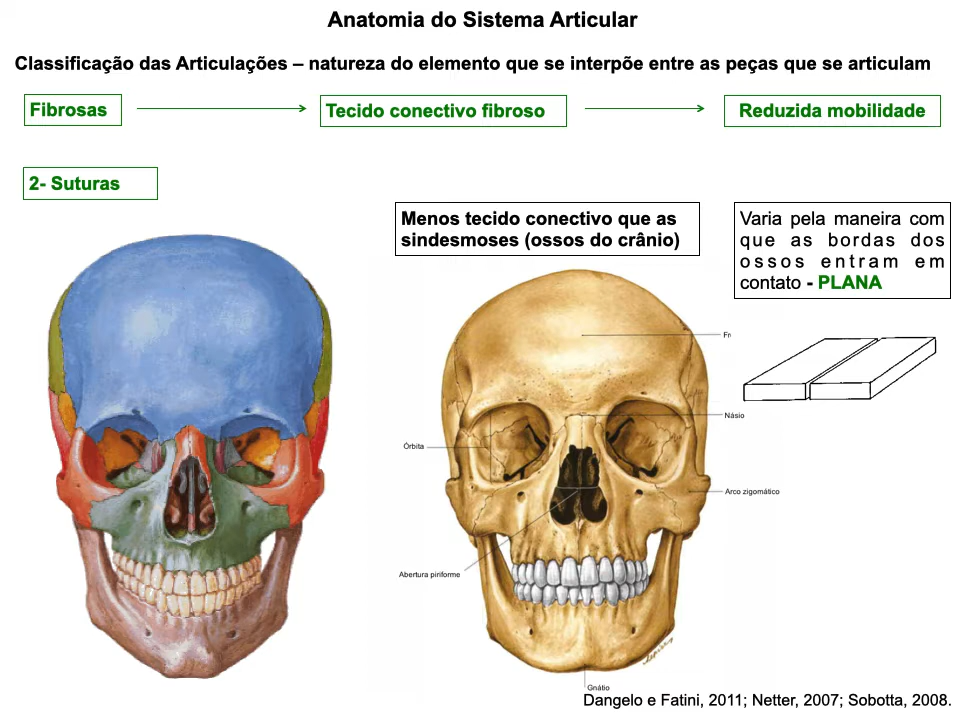 Anatomia do Sistema Articular
Classificação das Articulações – natureza do elemento que se interpõe entre as peças que se articulam
Fibrosas
Tecido conectivo fibroso
Reduzida mobilidade
2- Suturas
Menos tecido conectivo que as
sindesmoses (ossos do crânio)
Varia pela maneira com
que as bordas dos
ossos entram em
contato - PLANA
Fr
Násio
Órbita
Arco zigomático
Abertura piriforme
Gnátio
Dangelo e Fatini, 2011; Netter, 2007; Sobotta, 2008.